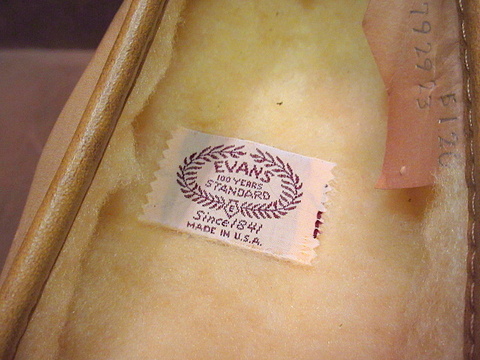 EVANS
100 YEARS
STANDARD
E
Since 1841
MADE IN U.S.A.